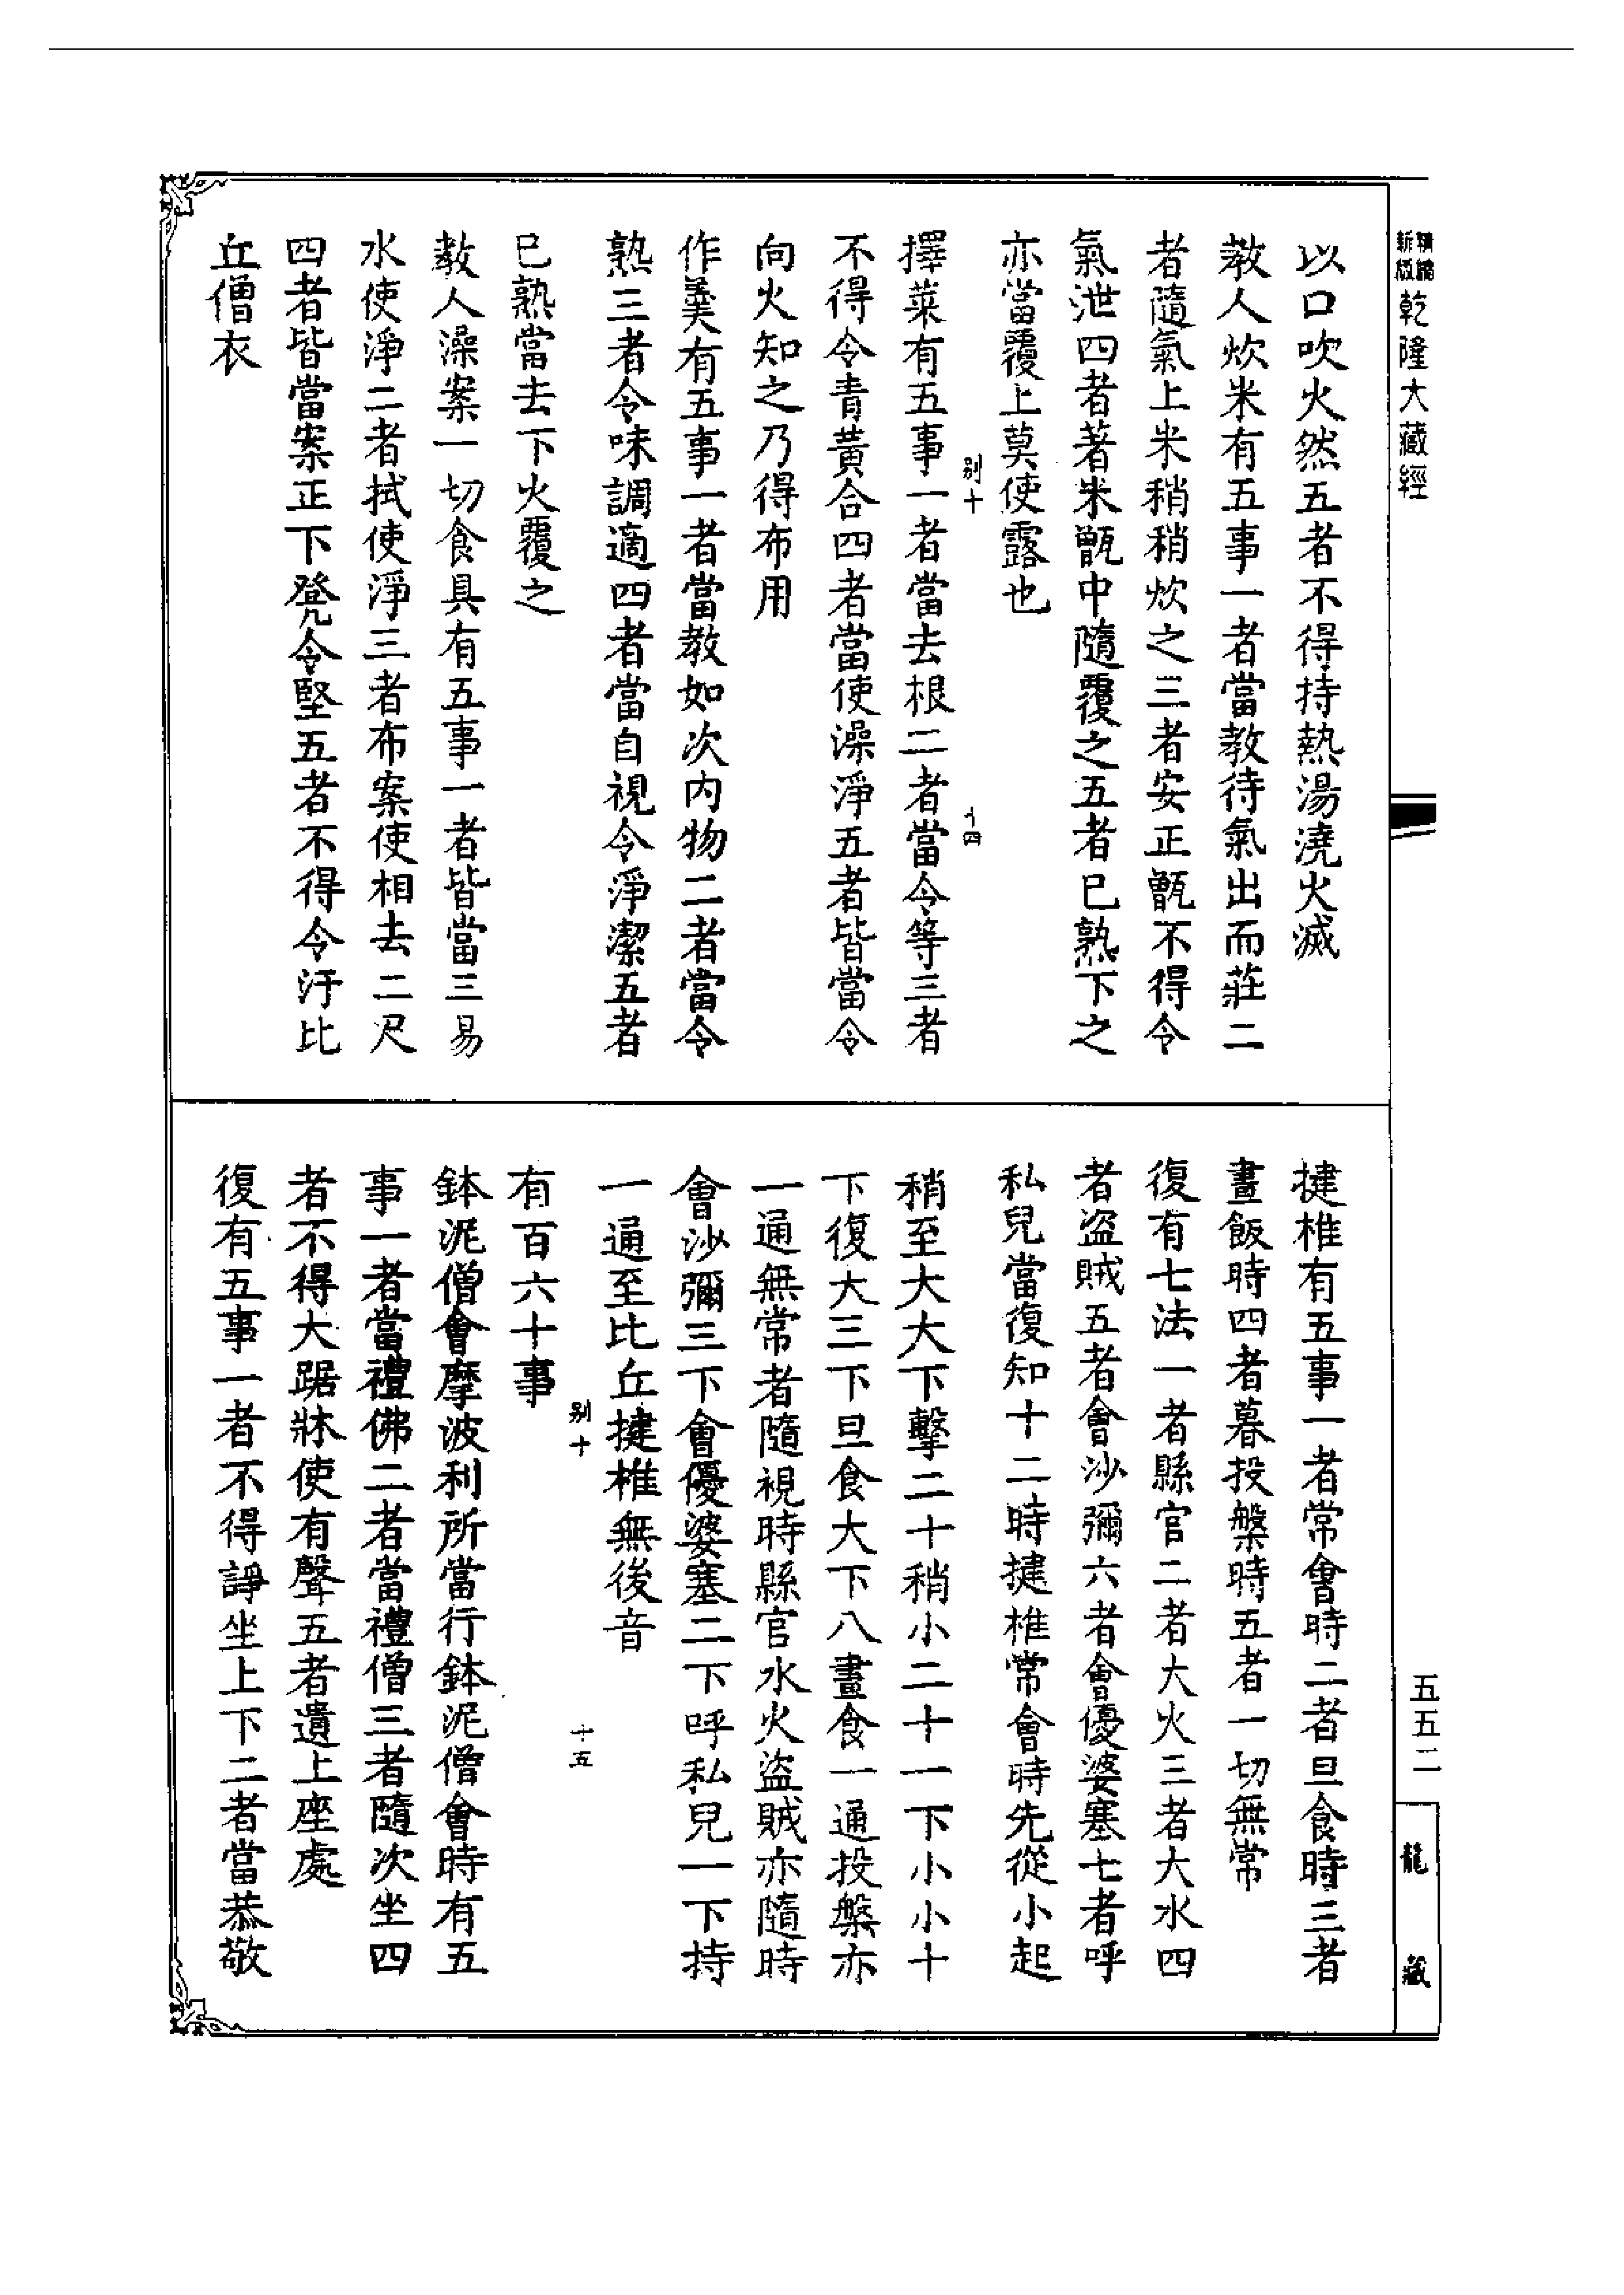 新版 精縮 乾隆大藏經
五五二
龍藏
以口吹火然五者不得持熱湯澆火滅
教人炊米有五事一者當教待氣出而莊二
者隨氣上米稍稍炊之三者安正甑不得令
氣泄四者著米甑中隨覆之五者已熟下之
亦當覆上莫使露也
别十 十四
擇菜有五事一者當去根二者當令等三者
不得令青黃合四者當使澡淨五者皆當令
向火知之乃得布用
作羹有五事一者當教如次内物二者當令
熟三者令味調適四者當自視令淨潔五者
已熟當去下火覆之
教人澡案一切食具有五事一者皆當三易
水使淨二者拭使淨三者布案使相去二尺
四者皆當案正下凳令堅五者不得令汙比
丘僧衣
揵椎有五事一者常會時二者旦食時三者
晝飯時四者暮投槃時五者一切無常
復有七法一者縣官二者大火三者大水四
者盗賊五者會沙彌六者會優婆塞七者呼
私兒當復知十二時揵椎常會時先從小起
稍至大大下擊二十稍小二十一下小小十
下復大三下旦食大下八晝食一通投槃亦
一通無常者隨視時縣官水火盗賊亦隨時
會沙彌三下會優婆塞二下呼私兒一下持
一通至比丘揵椎無後音
别十 十五
有百六十事
鉢泥僧會摩波利所當行鉢泥僧會時有五
事一者當禮佛二者當禮僧三者隨次坐四
者不得大踞牀使有聲五者遺上座處
復有五事一者不得諍坐上下二者當恭敬